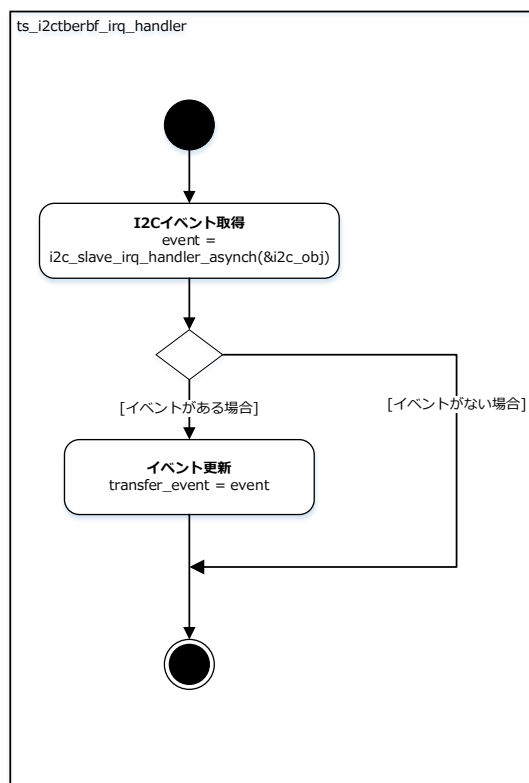 ts_i2ctberbf_irq_handler
I2Cイベント取得
event =
i2c_slave_irq_handler_asynch(&i2c_obj)
[イベントがある場合]
[イベントがない場合]
イベント更新
transfer_event = event